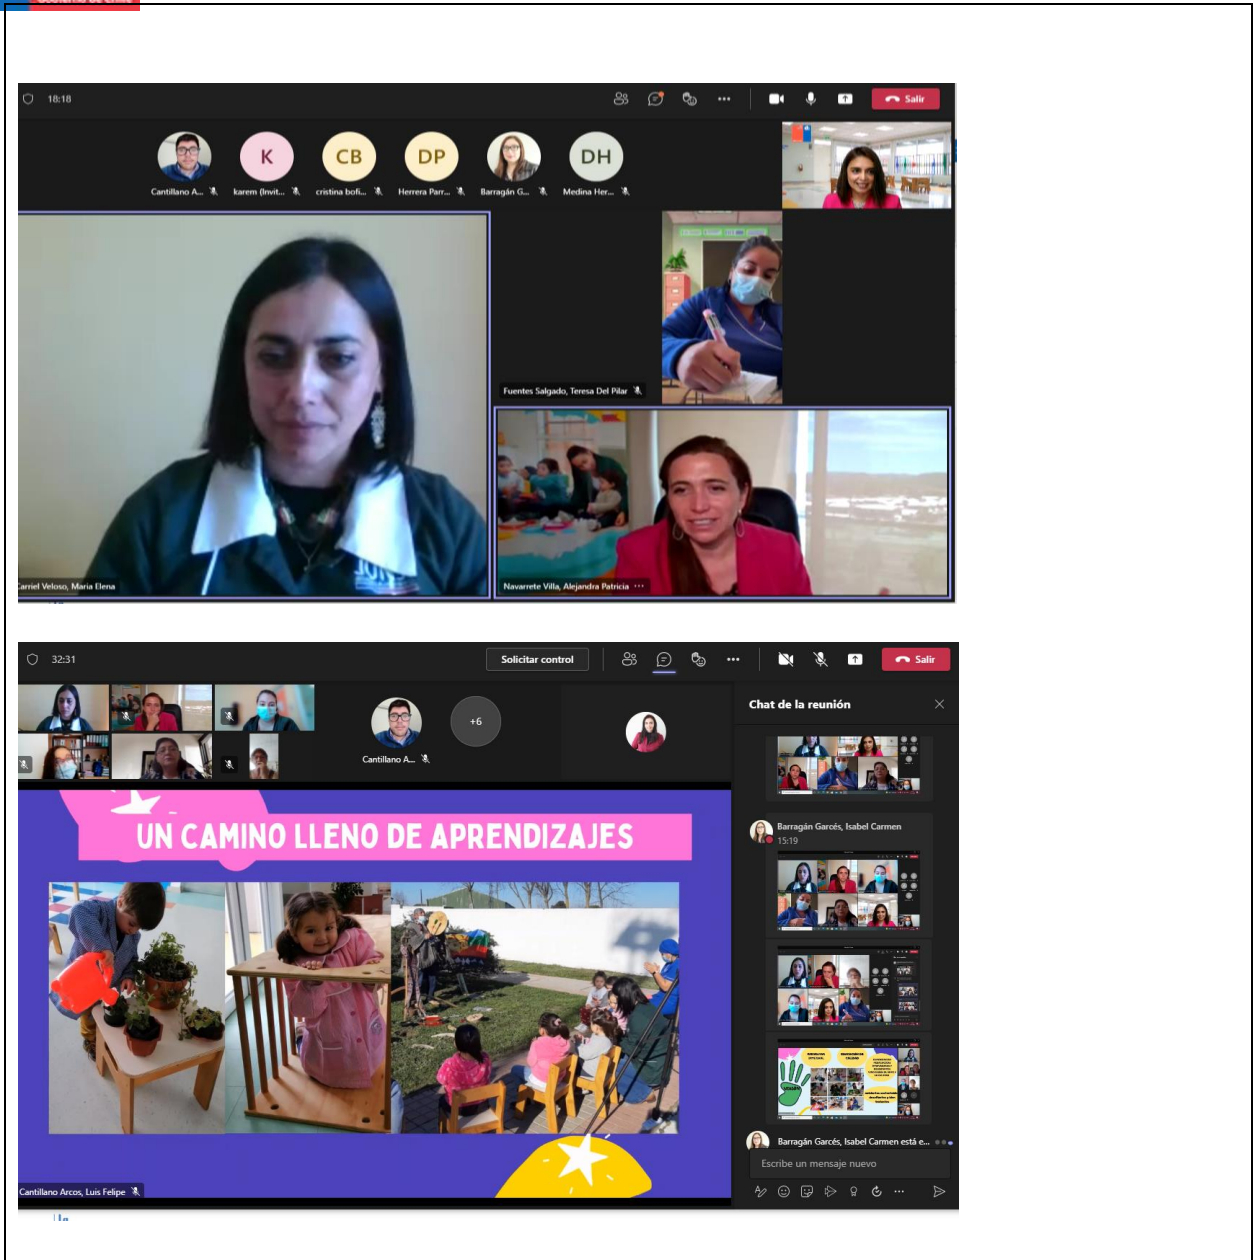 Gobierno de Chile
18:18
Salir
K
CB
DP
DH
Cantillano A...
karem (Invit...
cristina bofi...
Herrera Parr...
Barragán G...
Medina Her...
Fuentes Salgado, Teresa Del Pilar
Carriel Veloso, Maria Elena
Navarrete Villa, Alejandra Patricia
32:31
Solicitar control
Salir
+6
Cantillano A...
Chat de la reunión
UN CAMINO LLENO DE APRENDIZAJES
Barragán Garcés, Isabel Carmen
15:19
Barragán Garcés, Isabel Carmen está e...
Escribe un mensaje nuevo
Cantillano Arcos, Luis Felipe